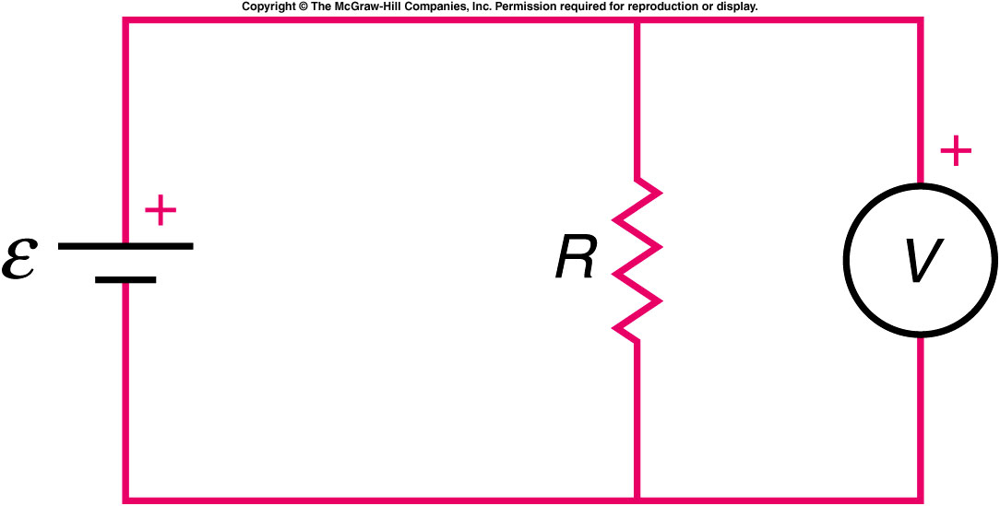 Copyright © The McGraw-Hill Companies, Inc. Permission required for reproduction or display.
+
+
ε
R
V